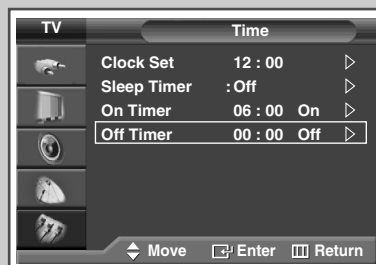 TV Time
Clock Set 12 : 00
Sleep Timer : Off
On Timer 06 : 00 On
Off Timer 00 : 00 Off
Move Enter Return